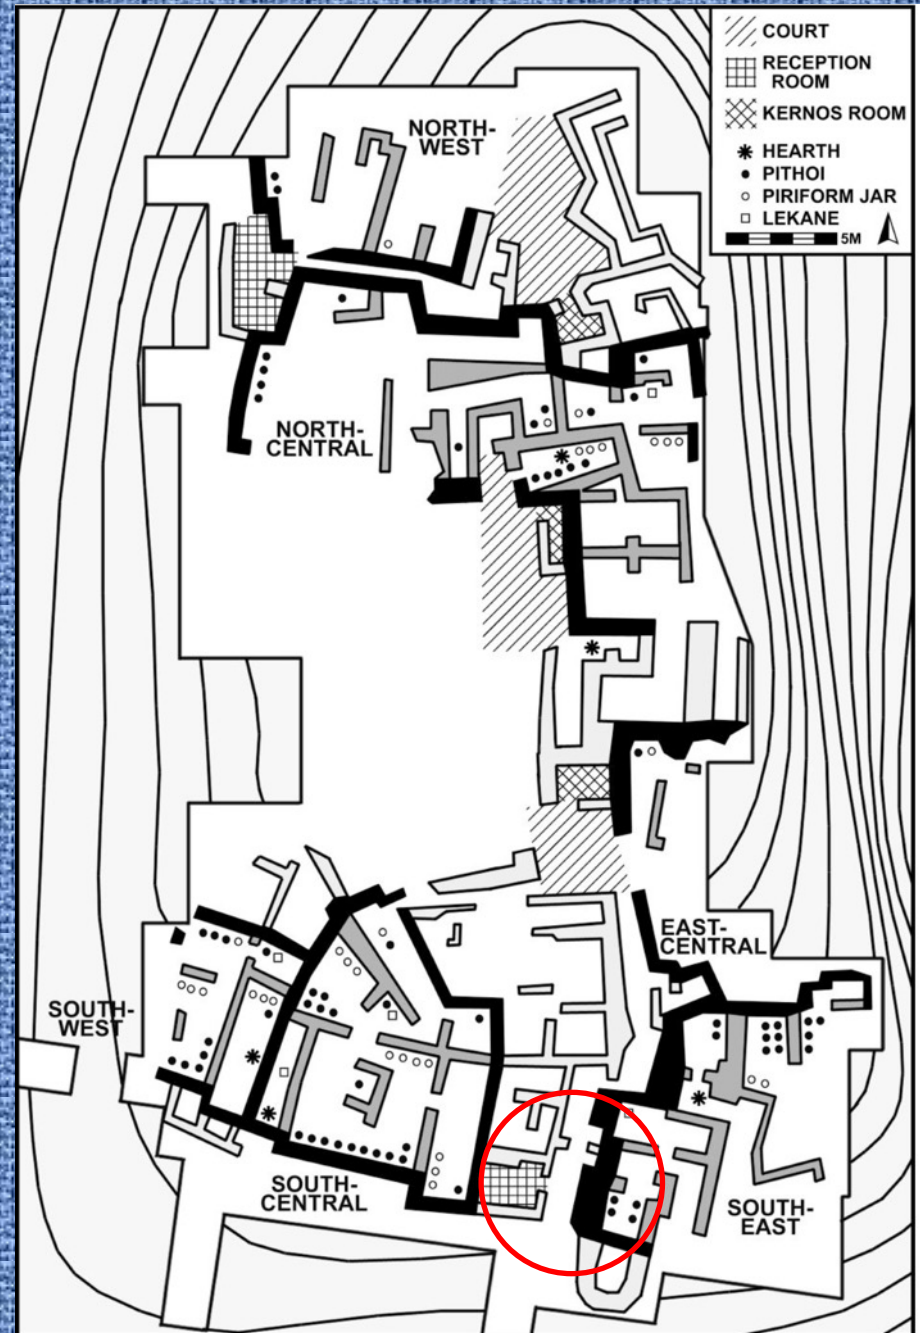 COURT
RECEPTION
ROOM
KERNOS ROOM
HEARTH
PITHOI
PIRIFORM JAR
LEKANE
5M
NORTH-
WEST
NORTH-
CENTRAL
EAST-
CENTRAL
SOUTH-
WEST
SOUTH-
CENTRAL
SOUTH-
EAST